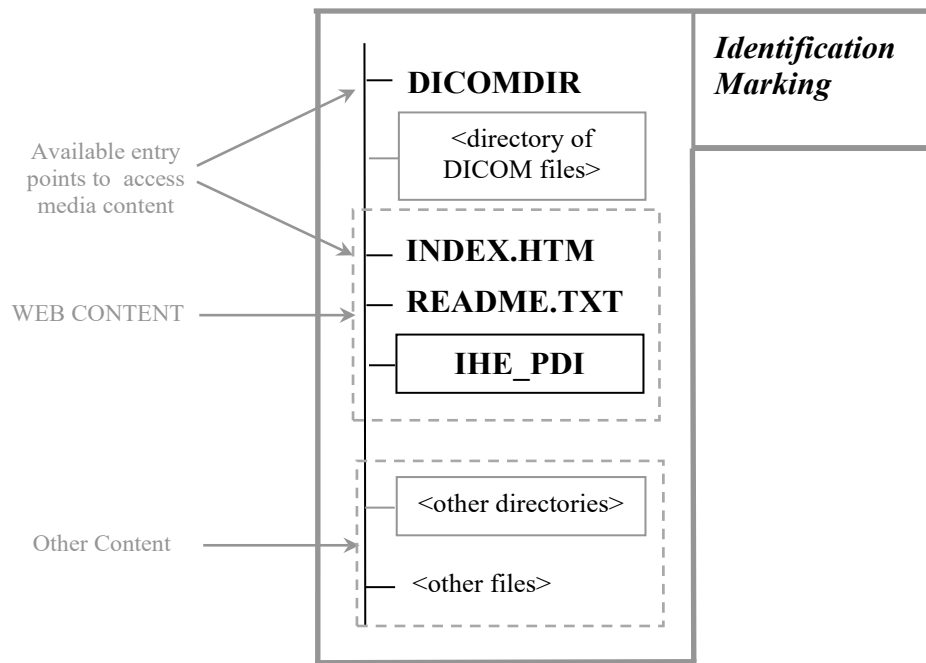 Identification
Marking
DICOMDIR
<directory of
DICOM files>
Available entry
points to access
media content
INDEX.HTM
README.TXT
WEB CONTENT
IHE_PDI
<other directories>
Other Content
<other files>